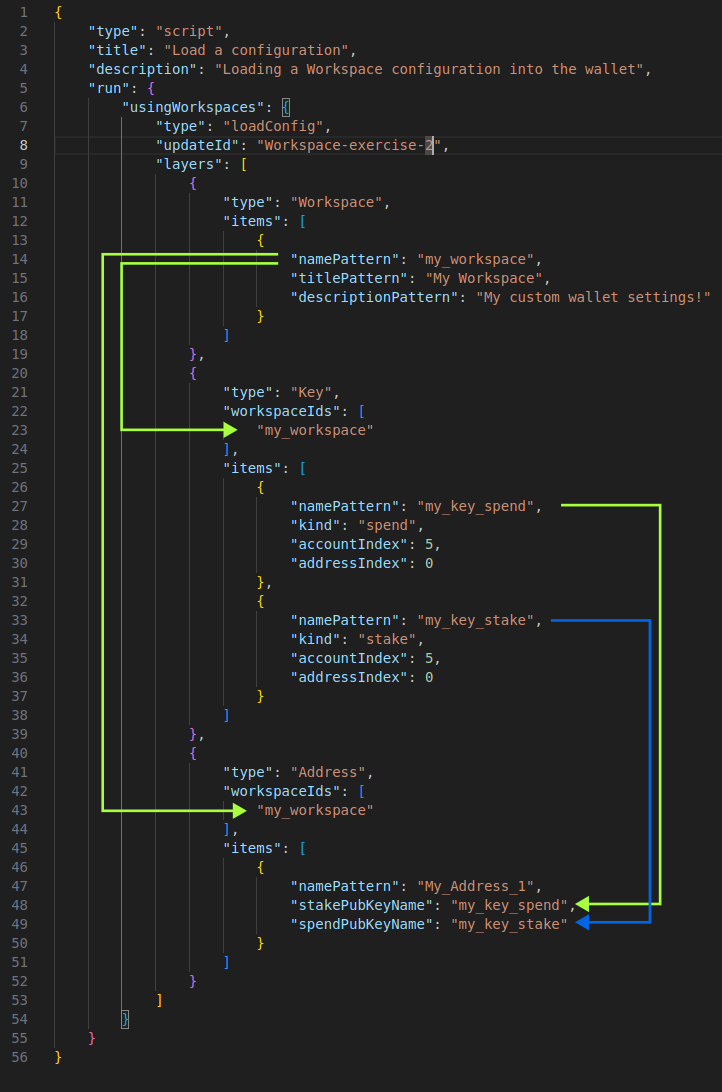 1 {
2     "type": "script",
3     "title": "Load a configuration",
4     "description": "Loading a Workspace configuration into the wallet",
5     "run": {
6         "usingWorkspaces": {
7             "type": "loadConfig",
8             "updateId": "Workspace-exercise-2",
9             "layers": [
10                 {
11                     "type": "Workspace",
12                     "items": [
13                         {
14                             "namePattern": "my_workspace",
15                             "titlePattern": "My Workspace",
16                             "descriptionPattern": "My custom wallet settings!"
17                         }
18                     ]
19                 },
20                 {
21                     "type": "Key",
22                     "workspaceIds": [
23                         "my_workspace"
24                     ],
25                     "items": [
26                         {
27                             "namePattern": "my_key_spend",
28                             "kind": "spend",
29                             "accountIndex": 5,
30                             "addressIndex": 0
31                         },
32                         {
33                             "namePattern": "my_key_stake",
34                             "kind": "stake",
35                             "accountIndex": 5,
36                             "addressIndex": 0
37                         }
38                     ]
39                 },
40                 {
41                     "type": "Address",
42                     "workspaceIds": [
43                         "my_workspace"
44                     ],
45                     "items": [
46                         {
47                             "namePattern": "My_Address_1",
48                             "stakePubKeyName": "my_key_spend",
49                             "spendPubKeyName": "my_key_stake"
50                         }
51                     ]
52                 }
53             ]
54         }
55     }
56 }